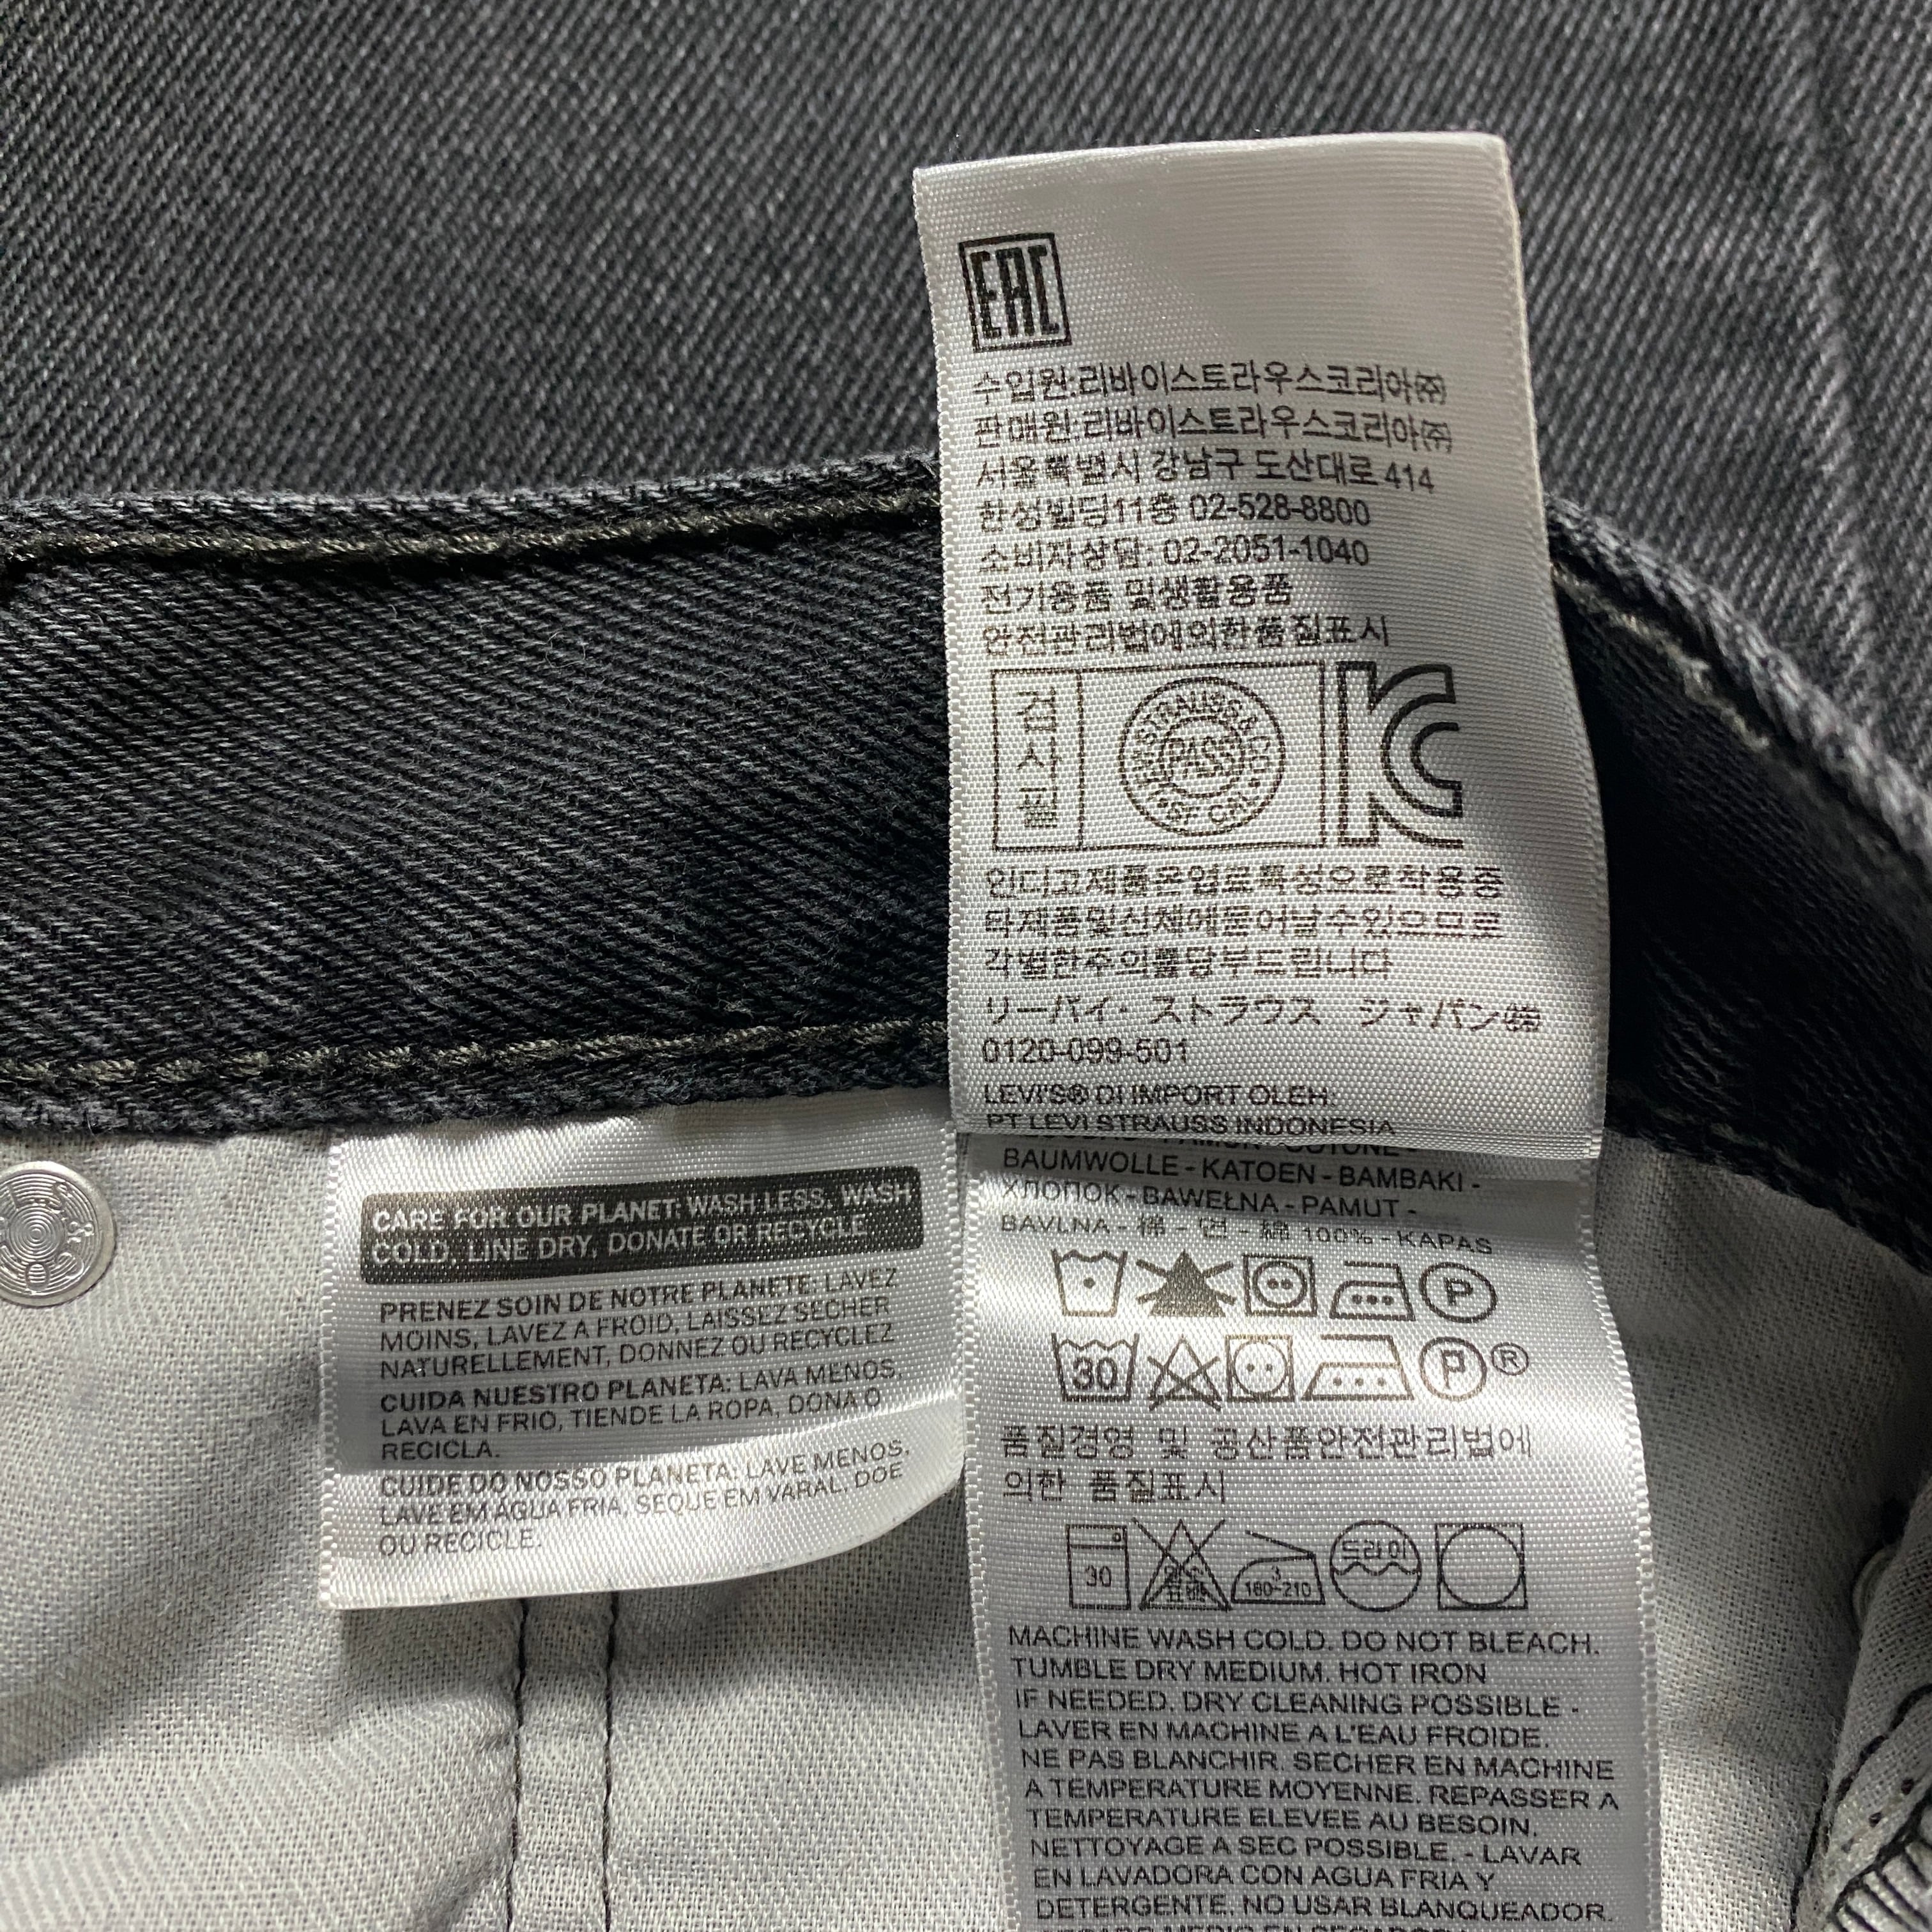 EAC
수입원:리바이스트라우스코리아㈜
판매원:리바이스트라우스코리아㈜
서울특별시 강남구 도산대로 414
한성빌딩11층 02-528-8800
소비자상담: 02-2051-1040
전기용품 및생활용품
안전관리법에의한품질표시
검사필
LEVI STRAUSS & CO.
PASS
SF CAL
인디고제품은염료특성으로착용중
타제품및신체에묻어날수있으므로
각별한주의를당부드립니다
リーバイ・ストラウス ジャパン㈱
0120-099-501
LEVI'S® DI IMPORT OLEH:
PT LEVI STRAUSS INDONESIA
CARE FOR OUR PLANET: WASH LESS, WASH
COLD, LINE DRY, DONATE OR RECYCLE
PRENEZ SOIN DE NOTRE PLANETE: LAVEZ
MOINS, LAVEZ A FROID, LAISSEZ SECHER
NATURELLEMENT, DONNEZ OU RECYCLEZ
CUIDA NUESTRO PLANETA: LAVA MENOS,
LAVA EN FRIO, TIENDE LA ROPA, DONA O
RECICLA.
CUIDE DO NOSSO PLANETA: LAVE MENOS,
LAVE EM ÁGUA FRIA, SEQUE EM VARAL, DOE
OU RECICLE.
BAUMWOLLE - KATOEN - BAMBAKI -
ХЛОПОК - BAWEŁNA - PAMUT -
BAVLNA - 棉 - 면 - 綿 100% - KAPAS
P
30 P ®
품질경영 및 공산품안전관리법에
의한 품질표시
30 염소표백 3 180~210 드라이
MACHINE WASH COLD. DO NOT BLEACH.
TUMBLE DRY MEDIUM. HOT IRON
IF NEEDED. DRY CLEANING POSSIBLE -
LAVER EN MACHINE A L'EAU FROIDE.
NE PAS BLANCHIR. SECHER EN MACHINE
A TEMPERATURE MOYENNE. REPASSER A
TEMPERATURE ELEVEE AU BESOIN.
NETTOYAGE A SEC POSSIBLE. - LAVAR
EN LAVADORA CON AGUA FRIA Y
DETERGENTE. NO USAR BLANQUEADOR.